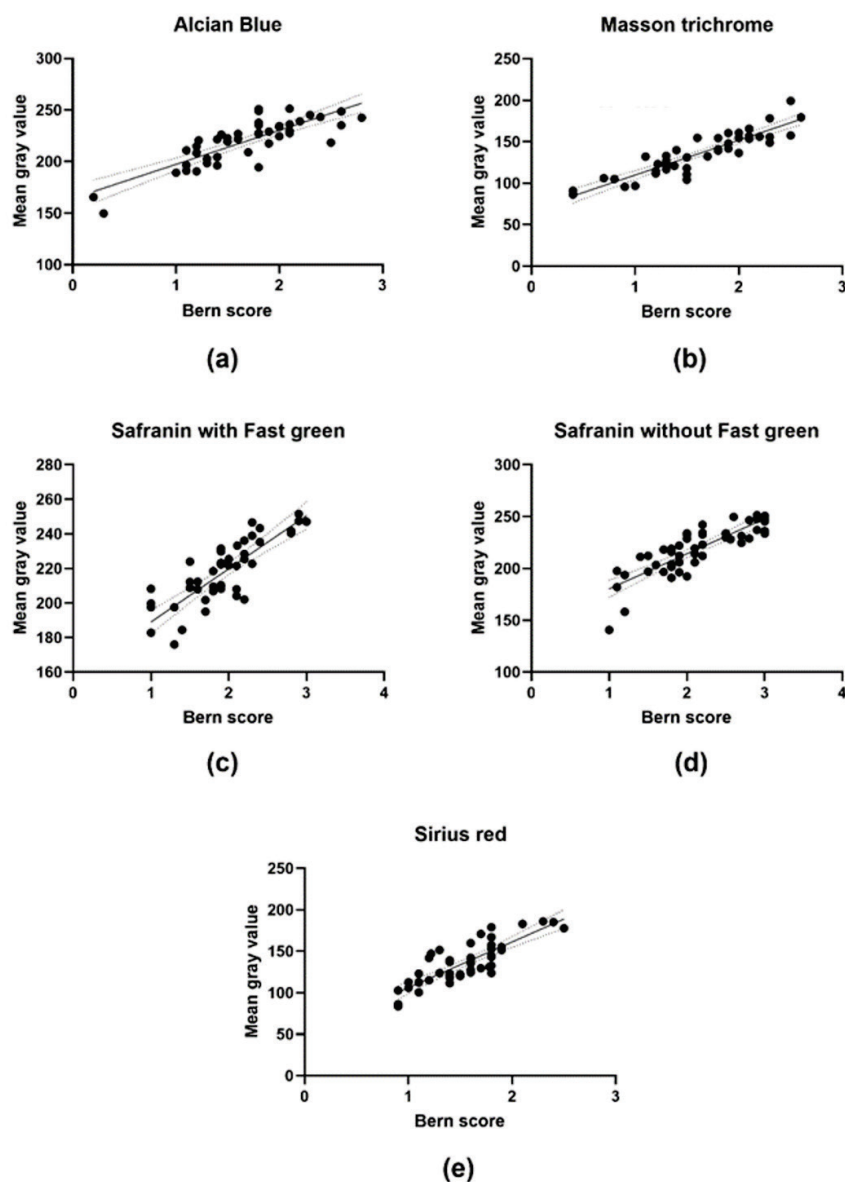 Alcian Blue
Mean gray value
300
250
200
150
100
0
1
2
3
Bern score
(a)
Masson trichrome
Mean gray value
250
200
150
100
50
0
0
1
2
3
Bern score
(b)
Safranin with Fast green
Mean gray value
280
260
240
220
200
180
160
0
1
2
3
4
Bern score
(c)
Safranin without Fast green
Mean gray value
300
250
200
150
100
0
1
2
3
4
Bern score
(d)
Sirius red
Mean gray value
250
200
150
100
50
0
0
1
2
3
Bern score
(e)